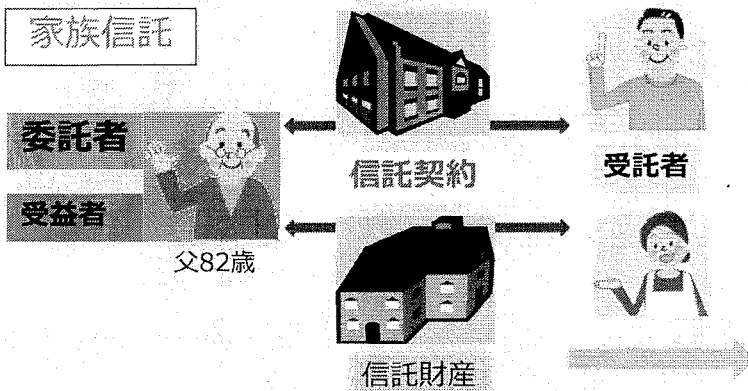 家族信託
委託者
受益者
父82歳
信託契約
信託財産
受託者